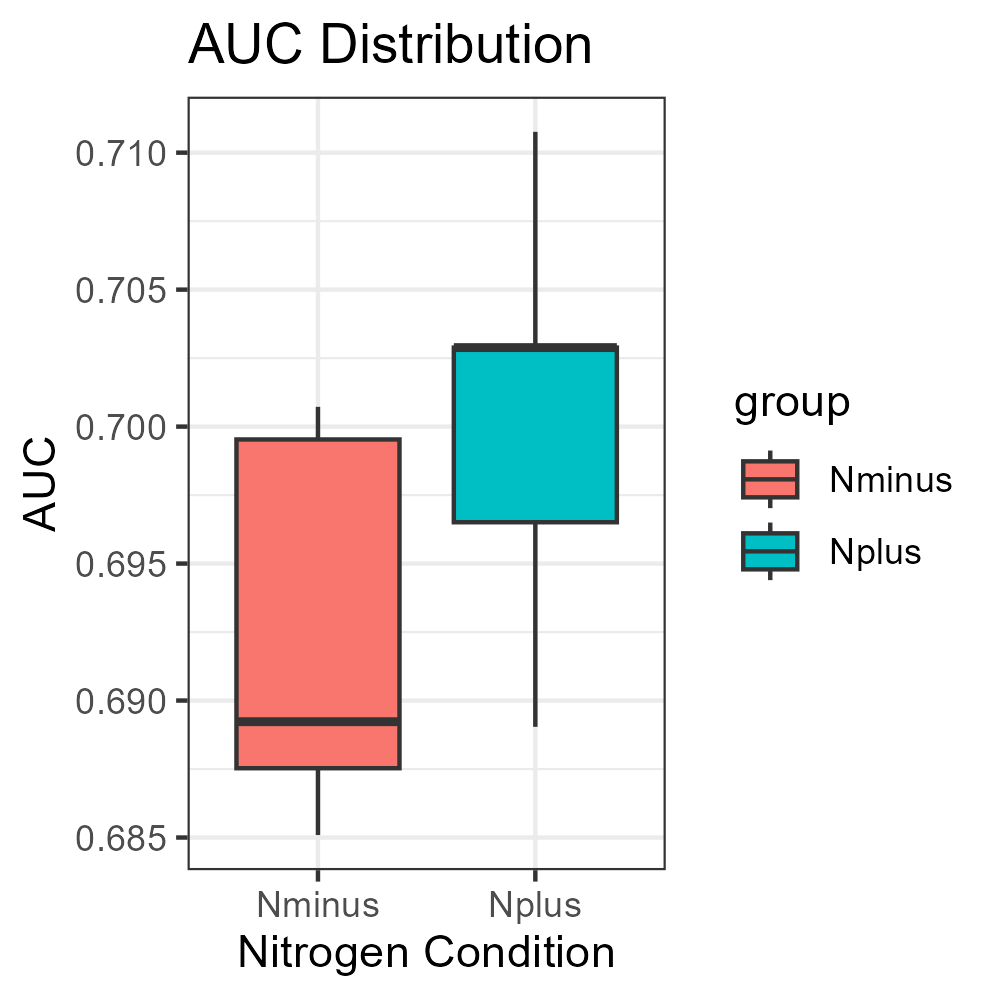 AUC Distribution
0.710
0.705
0.700
0.695
0.690
0.685
AUC
Nminus
Nplus
Nitrogen Condition
group
Nminus
Nplus